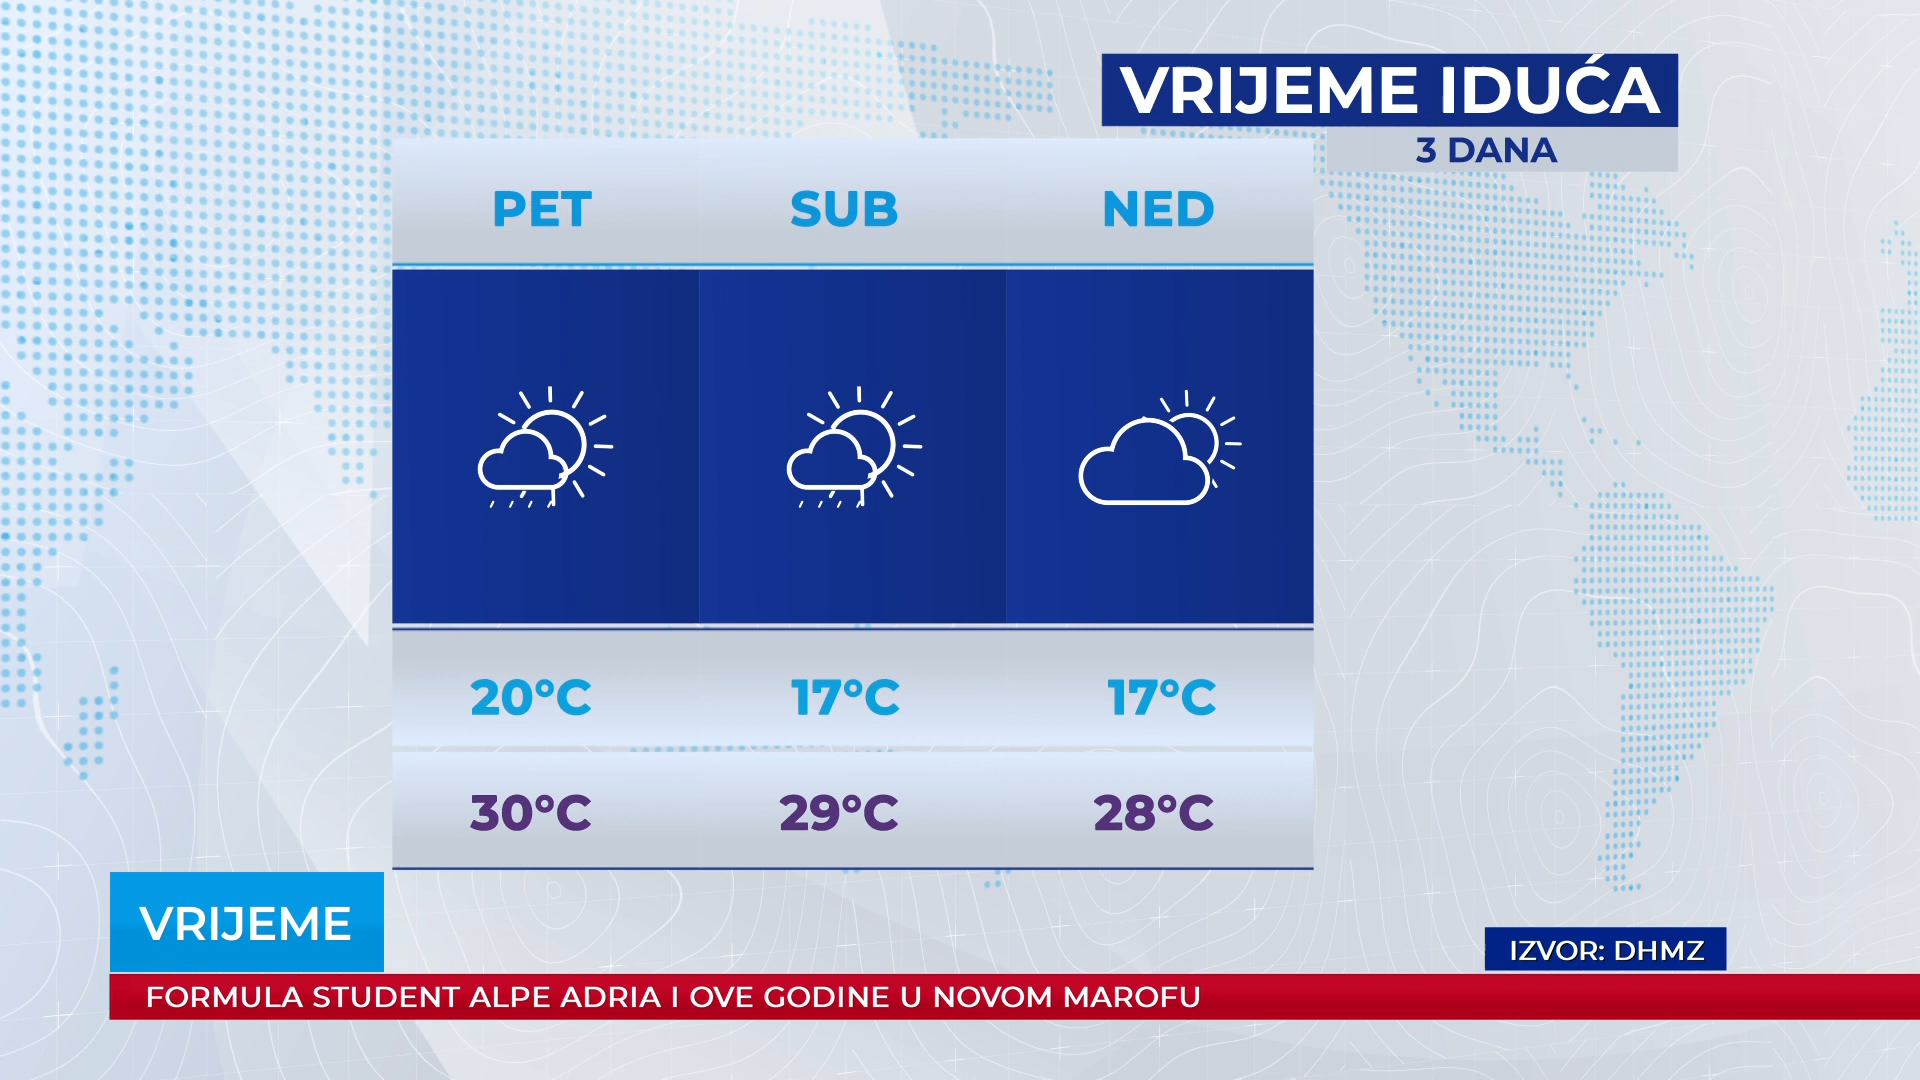 VRIJEME IDUĆA
3 DANA
PET SUB NED
20°C 17°C 17°C
30°C 29°C 28°C
VRIJEME
IZVOR: DHMZ
FORMULA STUDENT ALPE ADRIA I OVE GODINE U NOVOM MAROFU